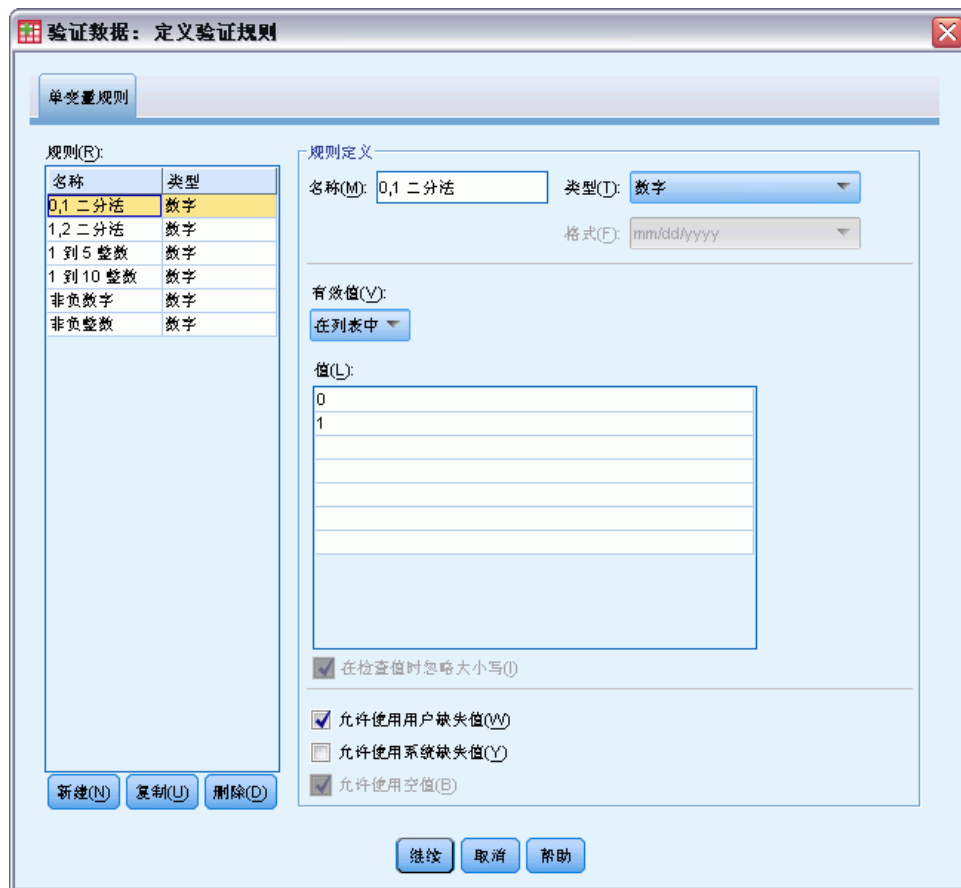 验证数据: 定义验证规则
单变量规则
规则(R):
名称 类型
0,1 二分法 数字
1,2 二分法 数字
1 到 5 整数 数字
1 到 10 整数 数字
非负数字 数字
非负整数 数字
新建(N) 复制(U) 删除(D)
规则定义
名称(M): 0,1 二分法 类型(T): 数字
格式(F): mm/dd/yyyy
有效值(V):
在列表中
值(L):
0
1
在检查值时忽略大小写(I)
允许使用用户缺失值(W)
允许使用系统缺失值(Y)
允许使用空值(B)
继续 取消 帮助